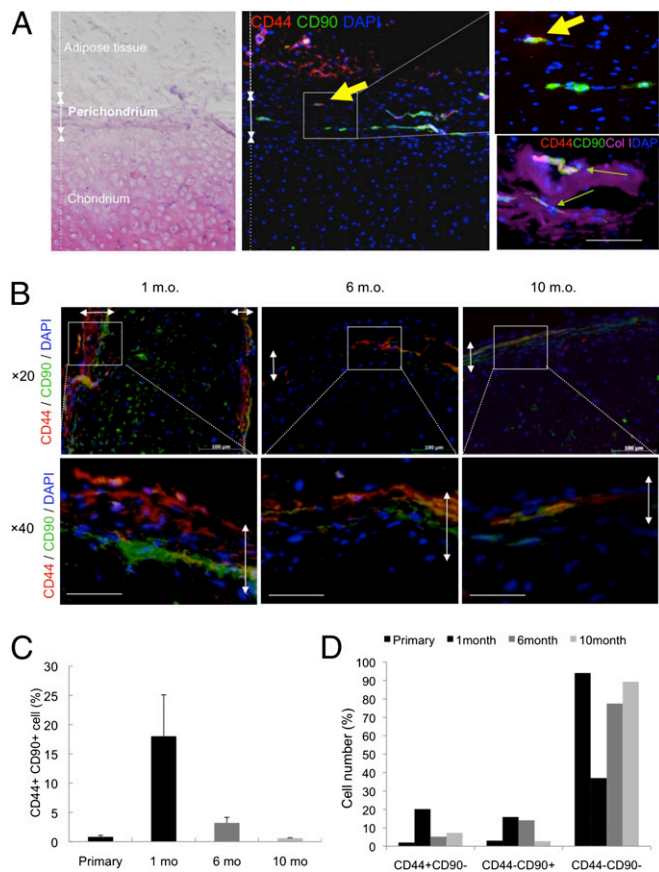 A
Adipose tissue
Perichondrium
Chondrium
CD44 CD90 DAPI
CD44CD90Col IDAPI
B
1 m.o.
6 m.o.
10 m.o.
×20
CD44 / CD90 / DAPI
100 μm
100 μm
100 μm
×40
CD44 / CD90 / DAPI
C
CD44+ CD90+ cell (%)
30
25
20
15
10
5
0
Primary
1 mo
6 mo
10 mo
D
Primary 1month 6month 10month
Cell number (%)
100
90
80
70
60
50
40
30
20
10
0
CD44+CD90-
CD44-CD90+
CD44-CD90-